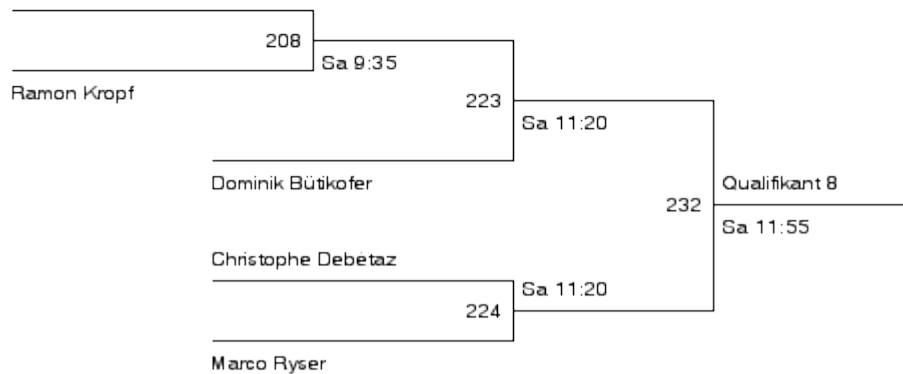 208
Sa 9:35
Ramon Kropf
223
Sa 11:20
Dominik Bütikofer
Qualifikant 8
232
Sa 11:55
Christophe Debétaz
Sa 11:20
224
Marco Ryser